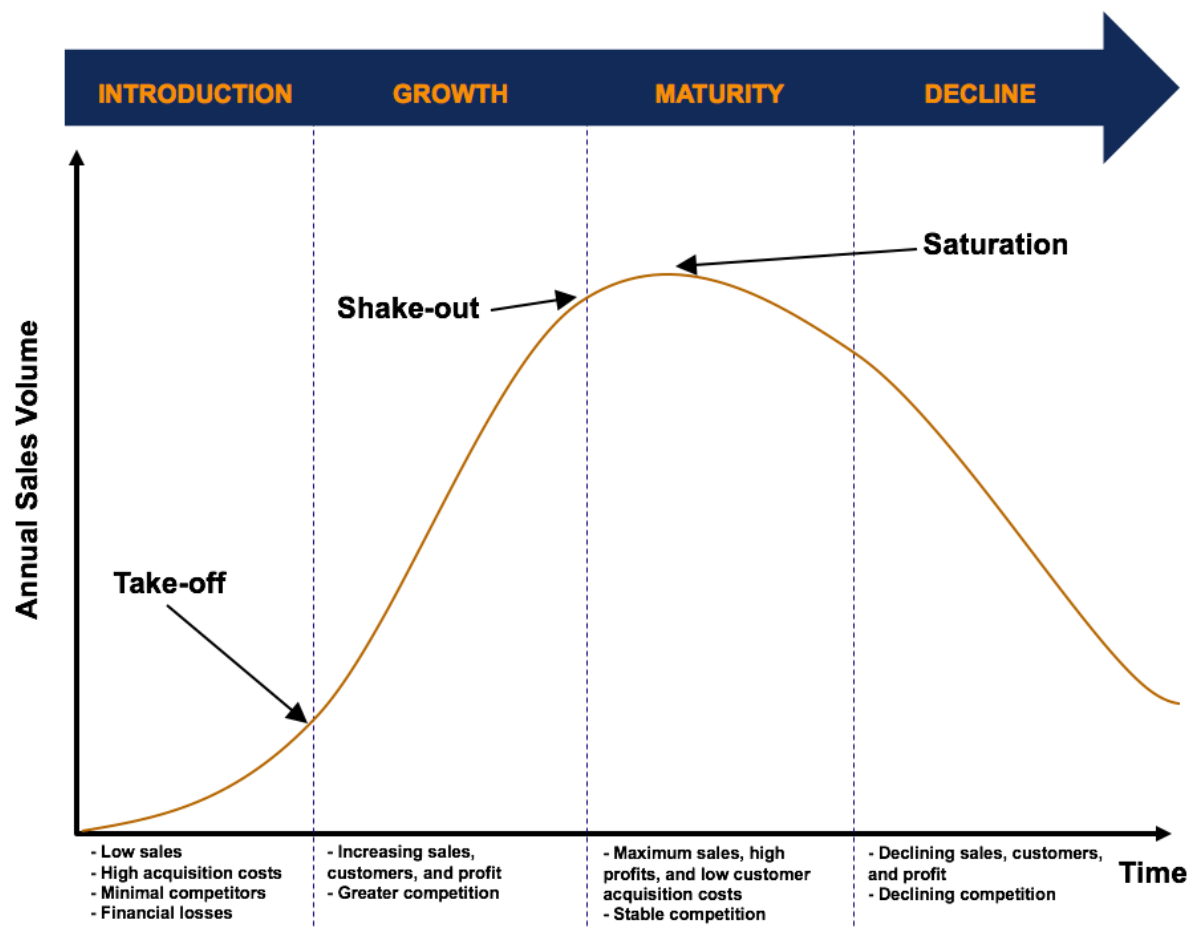 INTRODUCTION
GROWTH
MATURITY
DECLINE
Annual Sales Volume
Take-off
Shake-out
Saturation
- Low sales
- High acquisition costs
- Minimal competitors
- Financial losses
- Increasing sales,
customers, and profit
- Greater competition
- Maximum sales, high
profits, and low customer
acquisition costs
- Stable competition
- Declining sales, customers,
and profit
- Declining competition
Time